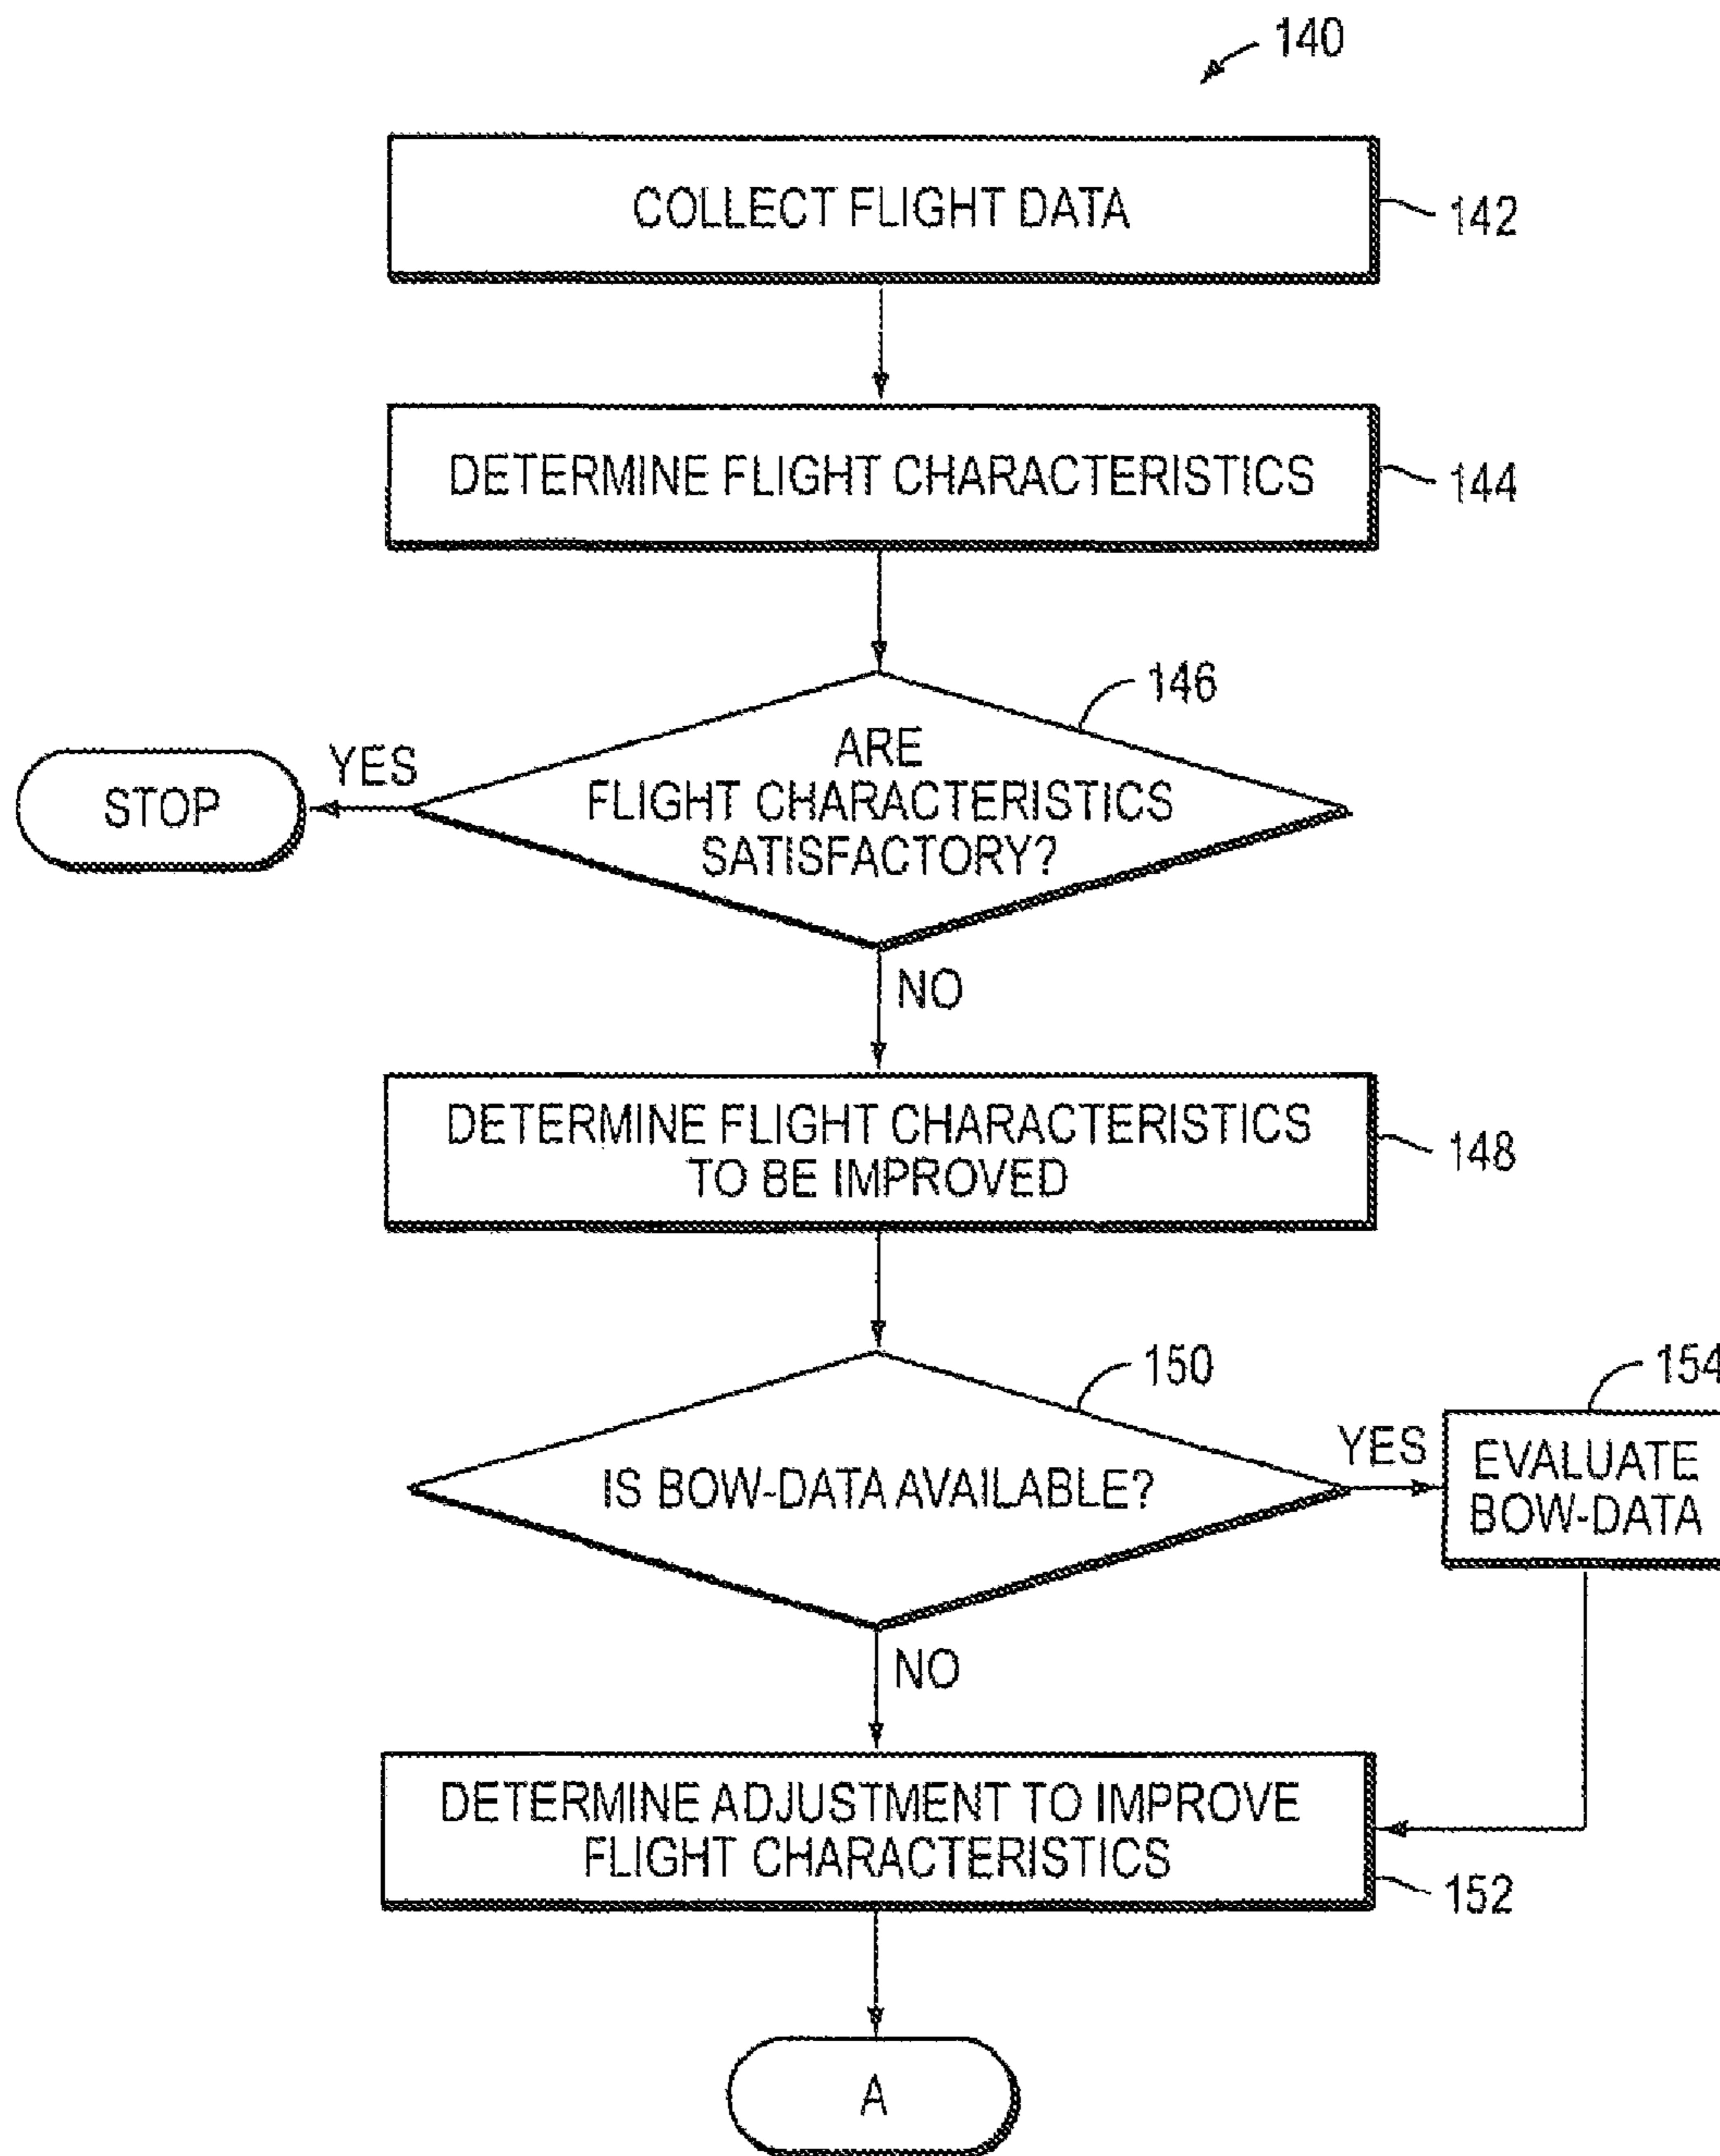 140
COLLECT FLIGHT DATA
142
DETERMINE FLIGHT CHARACTERISTICS
144
146
ARE
FLIGHT CHARACTERISTICS
SATISFACTORY?
YES
STOP
NO
DETERMINE FLIGHT CHARACTERISTICS
TO BE IMPROVED
148
150
IS BOW-DATA AVAILABLE?
YES
154
EVALUATE
BOW-DATA
NO
DETERMINE ADJUSTMENT TO IMPROVE
FLIGHT CHARACTERISTICS
152
A